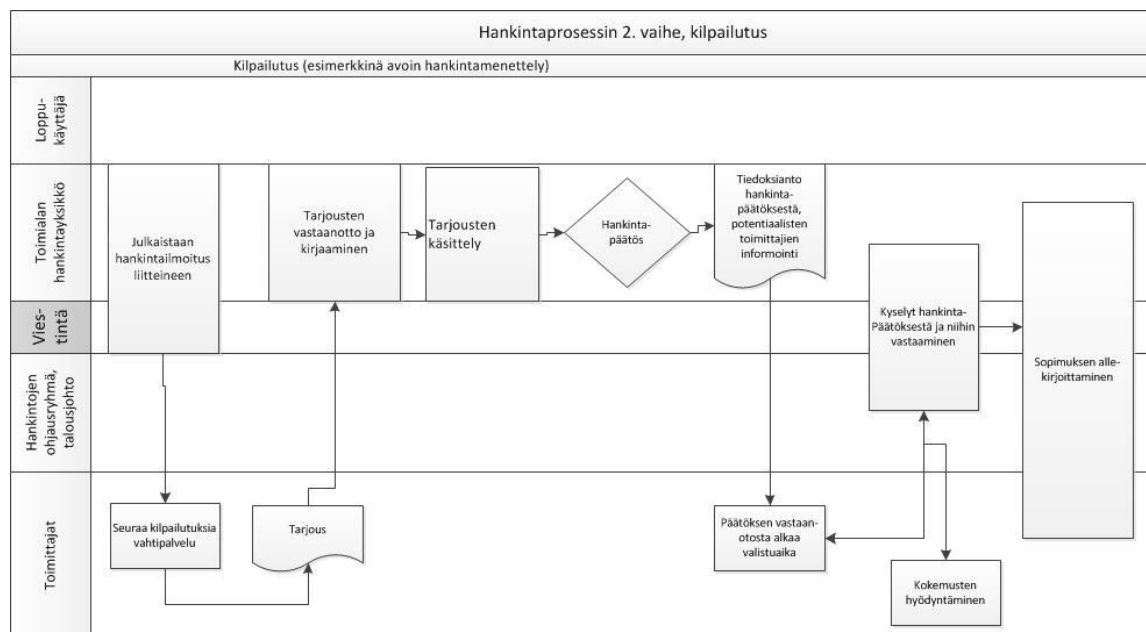 Hankintaprosessin 2. vaihe, kilpailutus
Kilpailutus (esimerkkinä avoin hankintamenettely)
Loppu-
käyttäjä
Toimialan
hankintayksikkö
Vies-
tintä
Hankintojen
ohjausryhmä,
talousjohto
Toimittajat
Julkaistaan
hankintailmoitus
liitteineen
Tarjousten
vastaanotto ja
kirjaaminen
Tarjousten
käsittely
Hankinta-
päätös
Tiedoksianto
hankinta-
päätöksestä,
potentiaalisten
toimittajien
informointi
Kyselyt hankinta-
Päätöksestä ja niihin
vastaaminen
Sopimuksen alle-
kirjoittaminen
Seuraa kilpailutuksia
vahtipalvelu
Tarjous
Päätöksen vastaan-
otosta alkaa
valistuaika
Kokemusten
hyödyntäminen